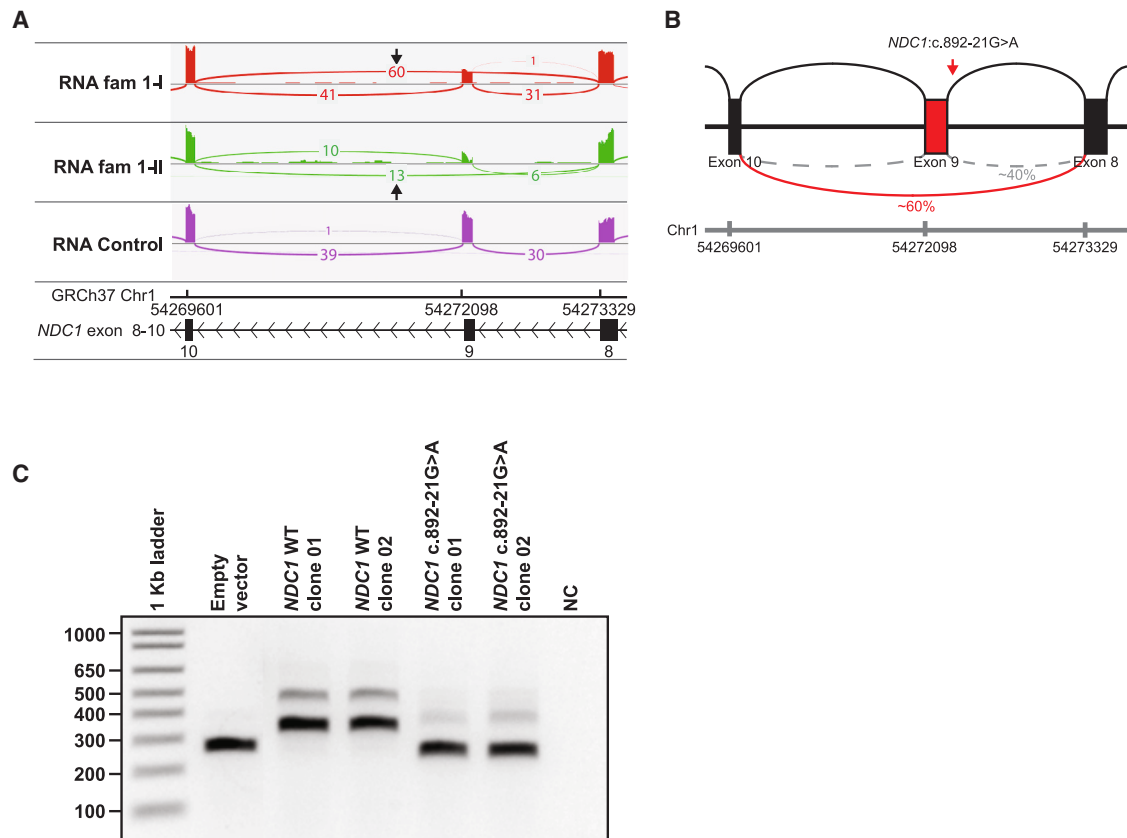 A
RNA fam 1-I
60
1
41
31
RNA fam 1-II
10
13
6
RNA Control
1
39
30
GRCh37 Chr1
54269601 54272098 54273329
NDC1 exon 8-10
10 9 8
B
NDC1:c.892-21G>A
Exon 10 Exon 9 Exon 8
~40%
~60%
Chr1
54269601 54272098 54273329
C
1 Kb ladder
Empty
vector
NDC1 WT
clone 01
NDC1 WT
clone 02
NDC1 c.892-21G>A
clone 01
NDC1 c.892-21G>A
clone 02
NC
1000
650
500
400
300
200
100